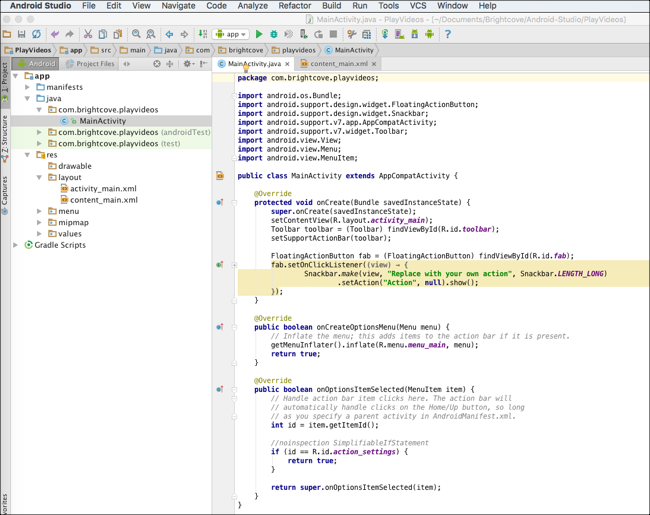 Android Studio File Edit View Navigate Code Analyze Refactor Build Run Tools VCS Window Help
MainActivity.java - PlayVideos - [~/Documents/Brightcove/Android-Studio/PlayVideos]
app
PlayVideos app src main java com brightcove playvideos MainActivity
Android Project Files
MainActivity.java content_main.xml
1: Project
7: Structure
Captures
app
manifests
java
com.brightcove.playvideos
MainActivity
com.brightcove.playvideos (androidTest)
com.brightcove.playvideos (test)
res
drawable
layout
activity_main.xml
content_main.xml
menu
mipmap
values
Gradle Scripts
package com.brightcove.playvideos;
import android.os.Bundle;
import android.support.design.widget.FloatingActionButton;
import android.support.design.widget.Snackbar;
import android.support.v7.app.AppCompatActivity;
import android.support.v7.widget.Toolbar;
import android.view.View;
import android.view.Menu;
import android.view.MenuItem;
public class MainActivity extends AppCompatActivity {
@Override
protected void onCreate(Bundle savedInstanceState) {
super.onCreate(savedInstanceState);
setContentView(R.layout.activity_main);
Toolbar toolbar = (Toolbar) findViewById(R.id.toolbar);
setSupportActionBar(toolbar);
FloatingActionButton fab = (FloatingActionButton) findViewById(R.id.fab);
fab.setOnClickListener((view) → {
Snackbar.make(view, "Replace with your own action", Snackbar.LENGTH_LONG)
.setAction("Action", null).show();
});
}
@Override
public boolean onCreateOptionsMenu(Menu menu) {
// Inflate the menu; this adds items to the action bar if it is present.
getMenuInflater().inflate(R.menu.menu_main, menu);
return true;
}
@Override
public boolean onOptionsItemSelected(MenuItem item) {
// Handle action bar item clicks here. The action bar will
// automatically handle clicks on the Home/Up button, so long
// as you specify a parent activity in AndroidManifest.xml.
int id = item.getItemId();
//noinspection SimplifiableIfStatement
if (id == R.id.action_settings) {
return true;
}
return super.onOptionsItemSelected(item);
}
}